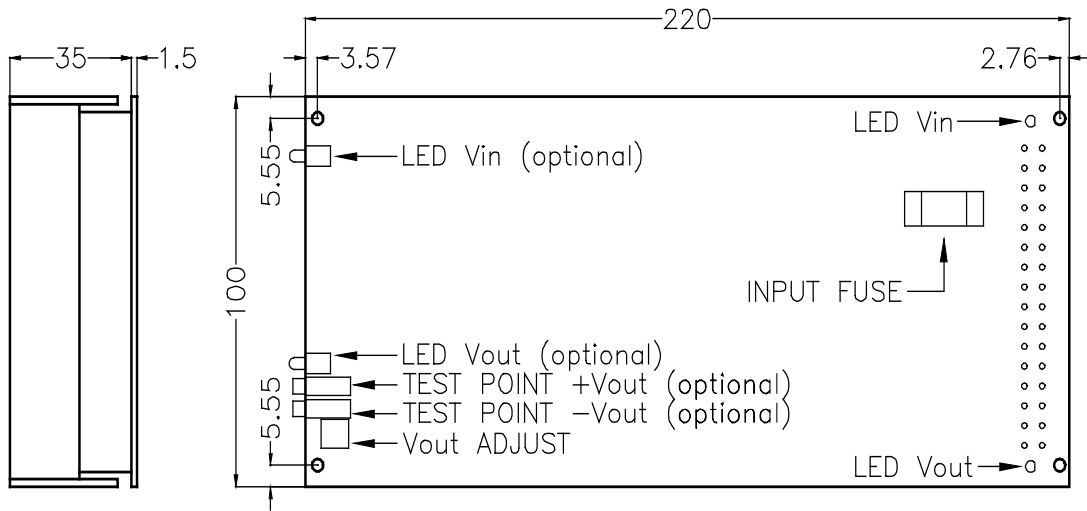 220
35
1.5
3.57
2.76
LED Vin
LED Vin (optional)
5.55
100
INPUT FUSE
LED Vout (optional)
TEST POINT +Vout (optional)
TEST POINT −Vout (optional)
Vout ADJUST
5.55
LED Vout